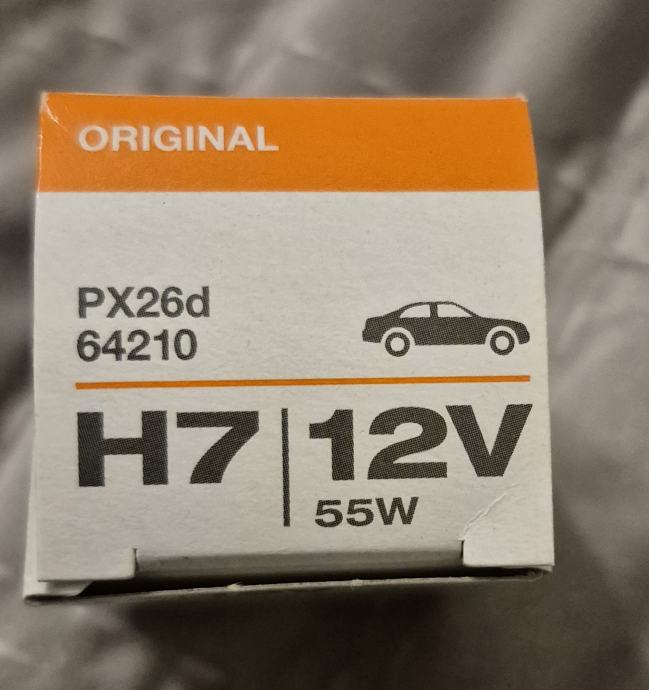 ORIGINAL
PX26d
64210
H7 12V
55W